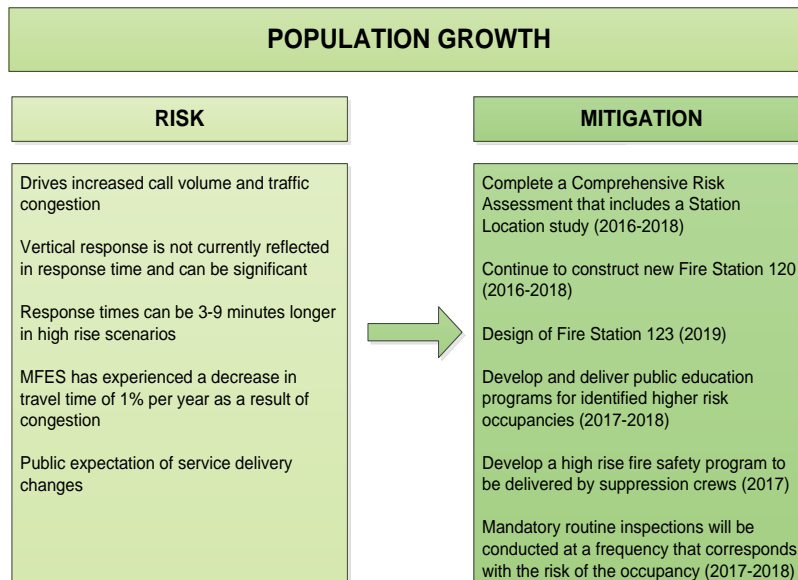 POPULATION GROWTH
RISK
Drives increased call volume and traffic
congestion
Vertical response is not currently reflected
in response time and can be significant
Response times can be 3-9 minutes longer
in high rise scenarios
MFES has experienced a decrease in
travel time of 1% per year as a result of
congestion
Public expectation of service delivery
changes
MITIGATION
Complete a Comprehensive Risk
Assessment that includes a Station
Location study (2016-2018)
Continue to construct new Fire Station 120
(2016-2018)
Design of Fire Station 123 (2019)
Develop and deliver public education
programs for identified higher risk
occupancies (2017-2018)
Develop a high rise fire safety program to
be delivered by suppression crews (2017)
Mandatory routine inspections will be
conducted at a frequency that corresponds
with the risk of the occupancy (2017-2018)